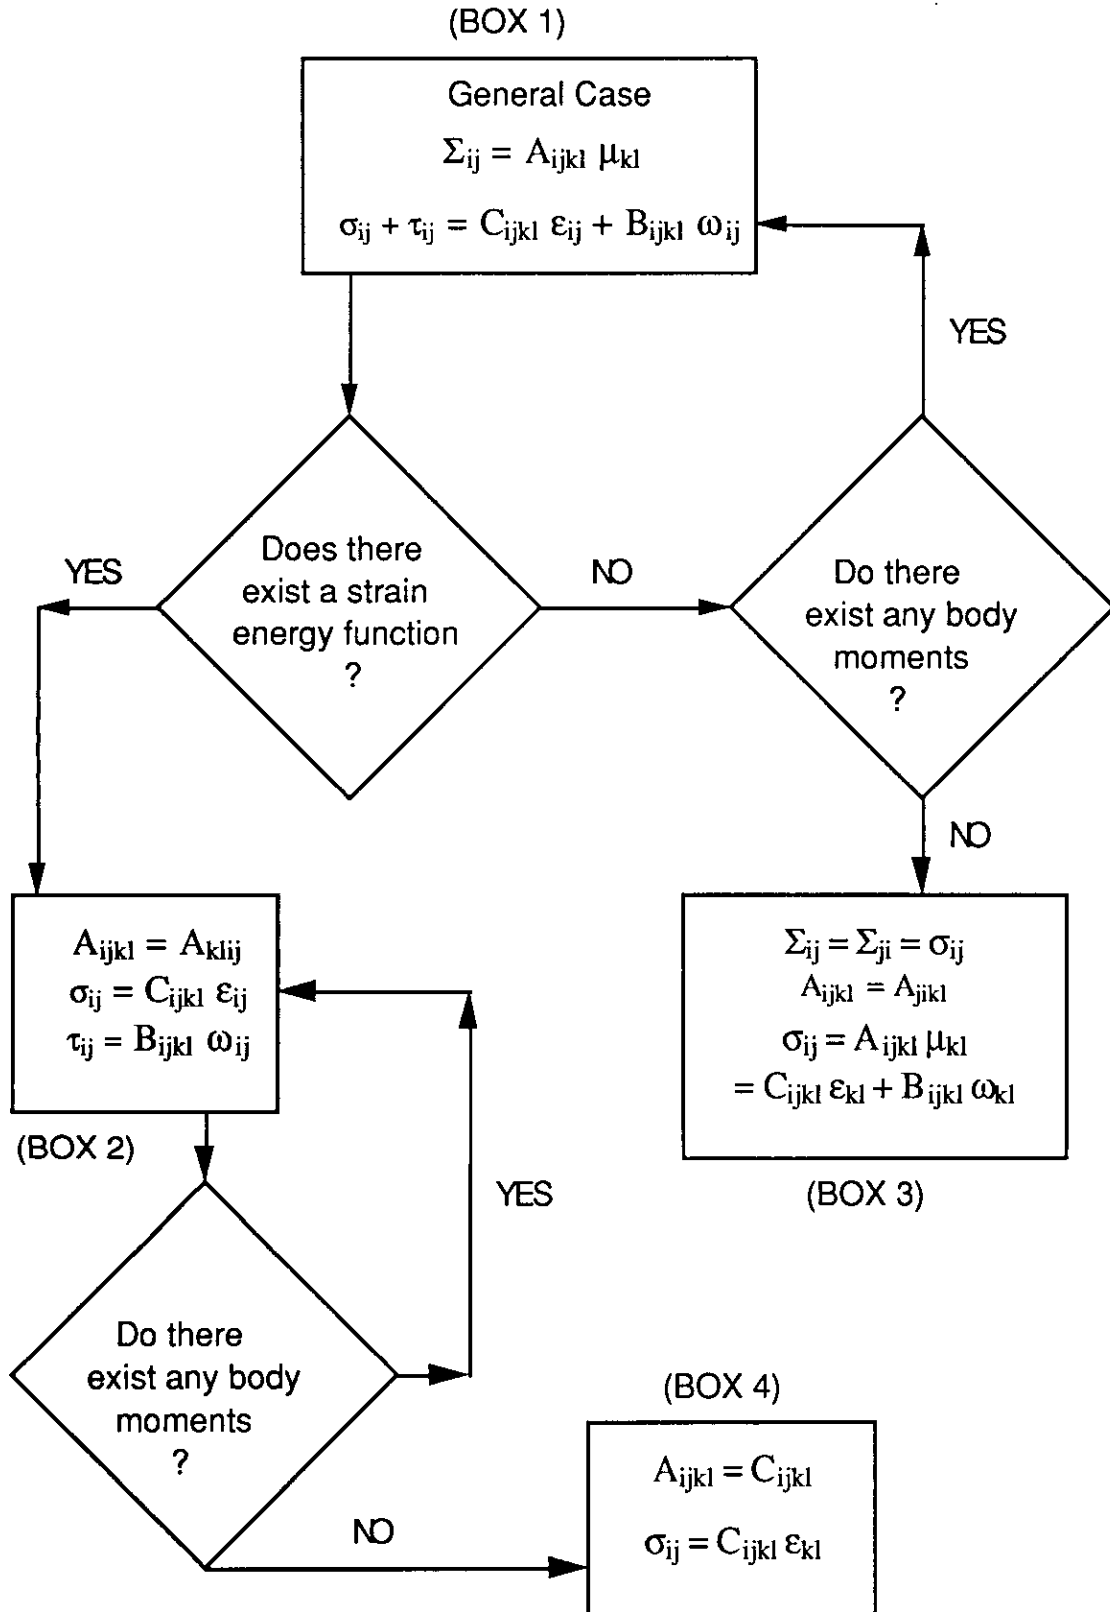 (BOX 1)
General Case
Σij = Aijkl μkl
σij + τij = Cijkl εij + Bijkl ωij
YES
Does there
exist a strain
energy function
?
YES
NO
Do there
exist any body
moments
?
NO
Aijkl = Aklij
σij = Cijkl εij
τij = Bijkl ωij
(BOX 2)
Σij = Σji = σij
Aijkl = Ajikl
σij = Aijkl μkl
= Cijkl εkl + Bijkl ωkl
(BOX 3)
YES
Do there
exist any body
moments
?
NO
(BOX 4)
Aijkl = Cijkl
σij = Cijkl εkl